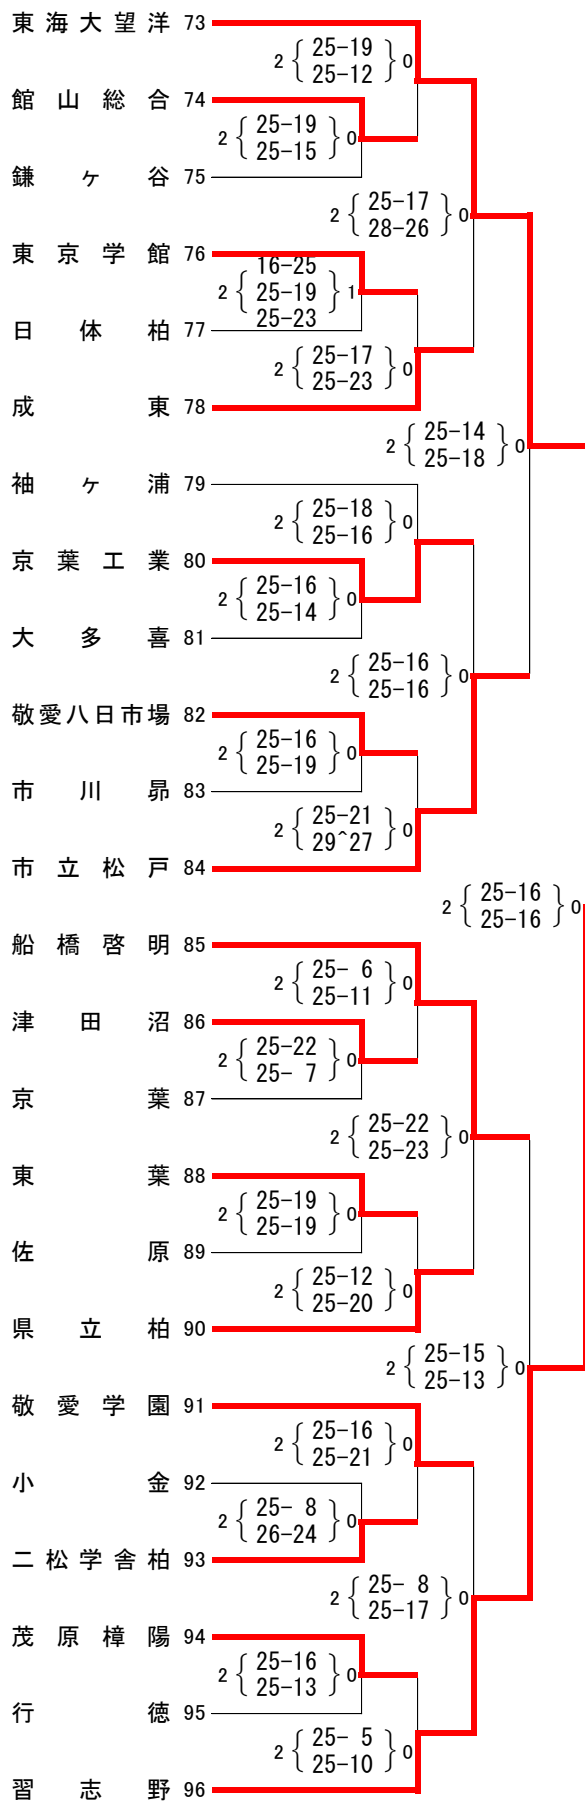 東海大望洋 73
2 25-19 0
25-12
館山総合 74
2 25-19 0
25-15
鎌ヶ谷 75
2 25-17 0
28-26
東京学館 76
16-25
2 25-19 1
25-23
日体柏 77
2 25-17 0
25-23
成東 78
2 25-14 0
25-18
袖ヶ浦 79
2 25-18 0
25-16
京葉工業 80
2 25-16 0
25-14
大多喜 81
2 25-16 0
25-16
敬愛八日市場 82
2 25-16 0
25-19
市川昴 83
2 25-21 0
29^27
市立松戸 84
2 25-16 0
25-16
船橋啓明 85
2 25- 6 0
25-11
津田沼 86
2 25-22 0
25- 7
京葉 87
2 25-22 0
25-23
東葉 88
2 25-19 0
25-19
佐原 89
2 25-12 0
25-20
県立柏 90
2 25-15 0
25-13
敬愛学園 91
2 25-16 0
25-21
小金 92
2 25- 8 0
26-24
二松学舎柏 93
2 25- 8 0
25-17
茂原樟陽 94
2 25-16 0
25-13
行徳 95
2 25- 5 0
25-10
習志野 96